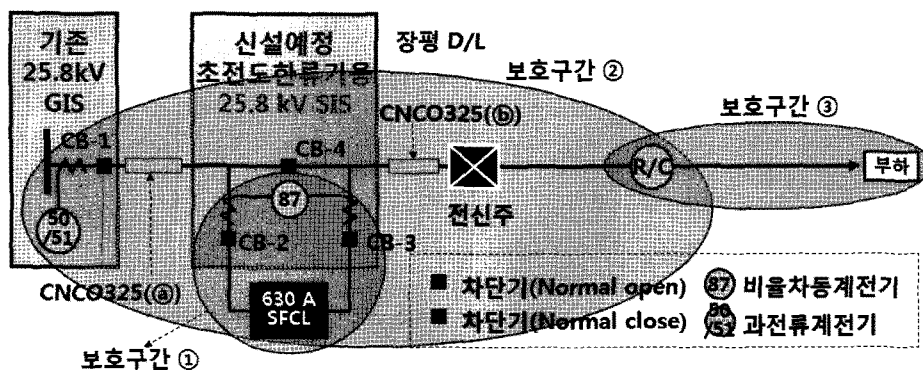 기존
25.8kV
GIS
신설예정
초전도한류기용
25.8 kV SIS
장평 D/L
보호구간 ②
보호구간 ③
CB-1
CNCO325(ⓑ)
CB-4
87
R/C
부하
전신주
50
/51
CB-2
CB-3
CNCO325(ⓐ)
630 A
SFCL
차단기(Normal open)
87 비율차동계전기
차단기(Normal close)
50
/51 과전류계전기
보호구간 ①